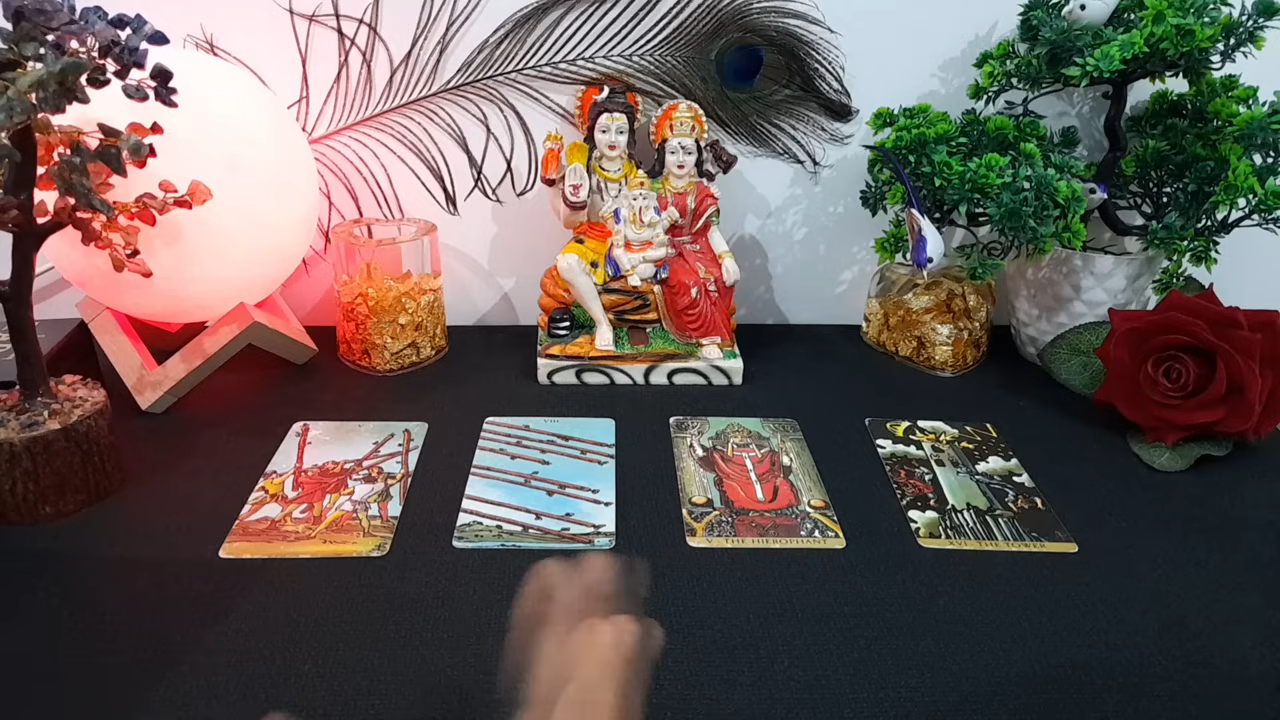 VIII
V - THE HIEROPHANT
XVI - THE TOWER